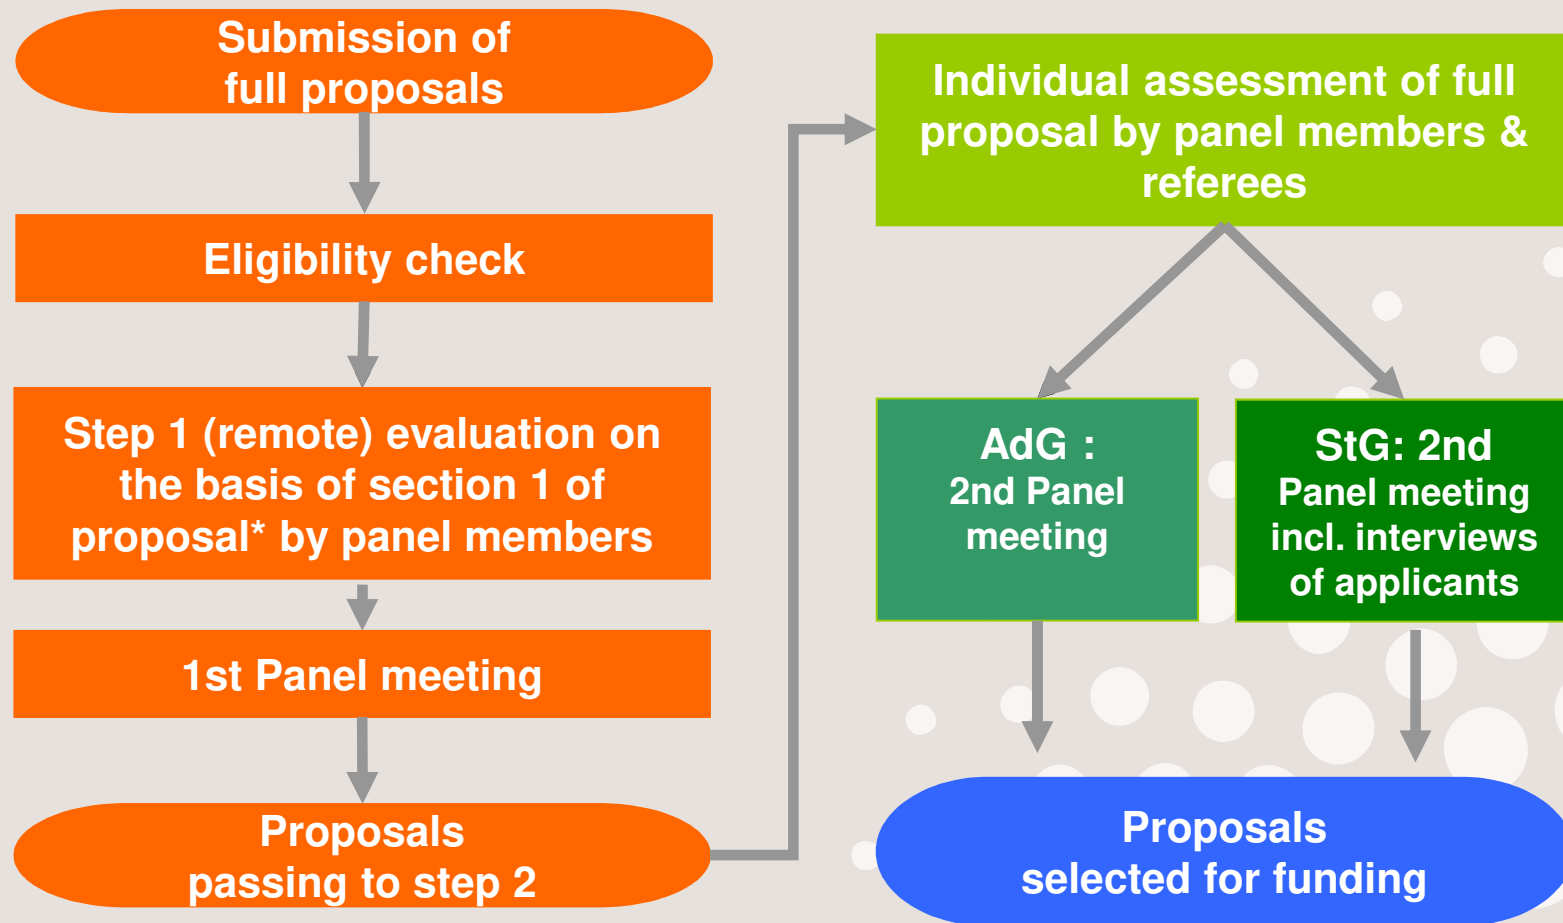 Submission of
full proposals
Eligibility check
Step 1 (remote) evaluation on
the basis of section 1 of
proposal* by panel members
1st Panel meeting
Proposals
passing to step 2
Individual assessment of full
proposal by panel members &
referees
AdG :
2nd Panel
meeting
StG: 2nd
Panel meeting
incl. interviews
of applicants
Proposals
selected for funding